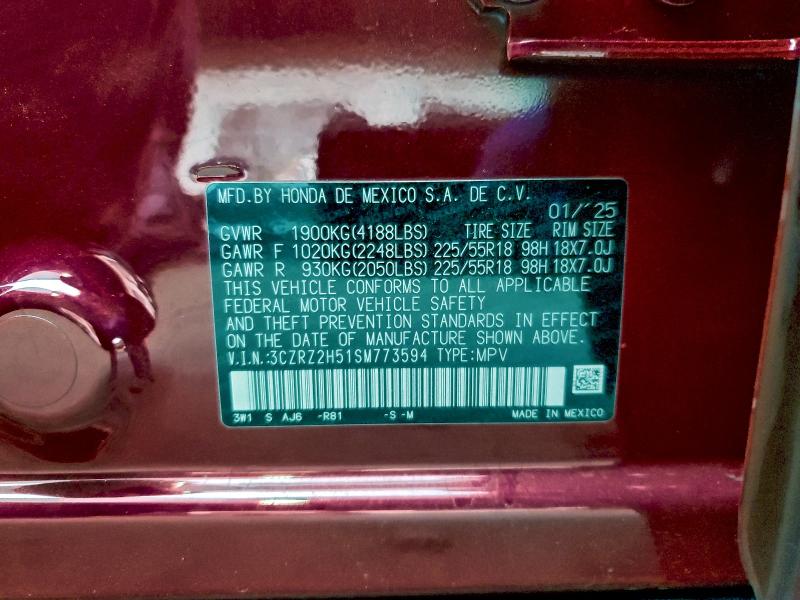 MFD.BY HONDA DE MEXICO S.A. DE C.V.
01/'25
GVWR 1900KG(4188LBS) TIRE SIZE RIM SIZE
GAWR F 1020KG(2248LBS) 225/55R18 98H 18X7.0J
GAWR R 930KG(2050LBS) 225/55R18 98H 18X7.0J
THIS VEHICLE CONFORMS TO ALL APPLICABLE
FEDERAL MOTOR VEHICLE SAFETY
AND THEFT PREVENTION STANDARDS IN EFFECT
ON THE DATE OF MANUFACTURE SHOWN ABOVE.
V.I.N.:3CZRZ2H51SM773594 TYPE:MPV
3W1 S AJ6 -R81 -S -M MADE IN MEXICO